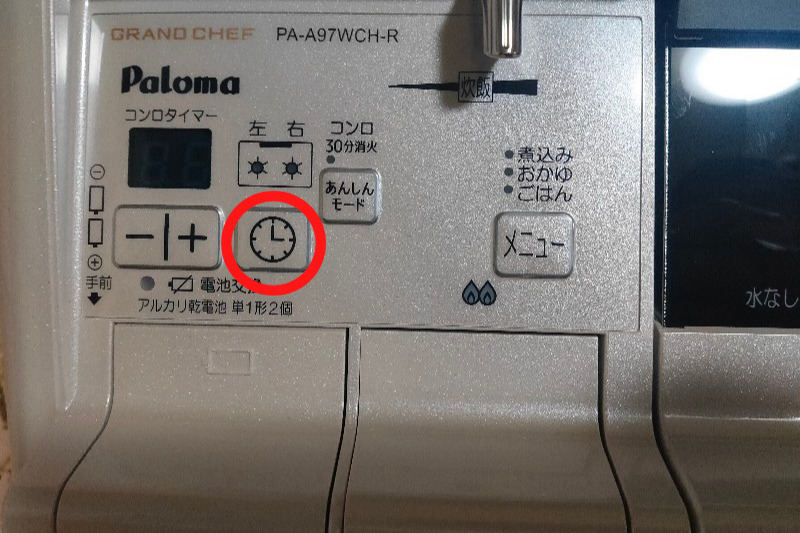 GRAND CHEF PA-A97WCH-R
Paloma
炊飯
コンロタイマー
左 右
コンロ
30分消火
あんしん
モード
煮込み
おかゆ
ごはん
メニュー
手前
電池交換
アルカリ乾電池 単1形2個
水なし